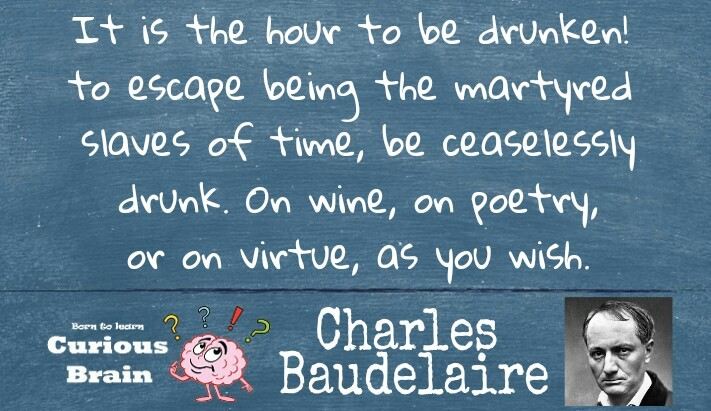 It is the hour to be drunken!
to escape being the martyred
slaves of time, be ceaselessly
drunk. On wine, on poetry,
or on virtue, as you wish.
Born to learn
Curious
Brain
? ? ! ?
Charles
Baudelaire